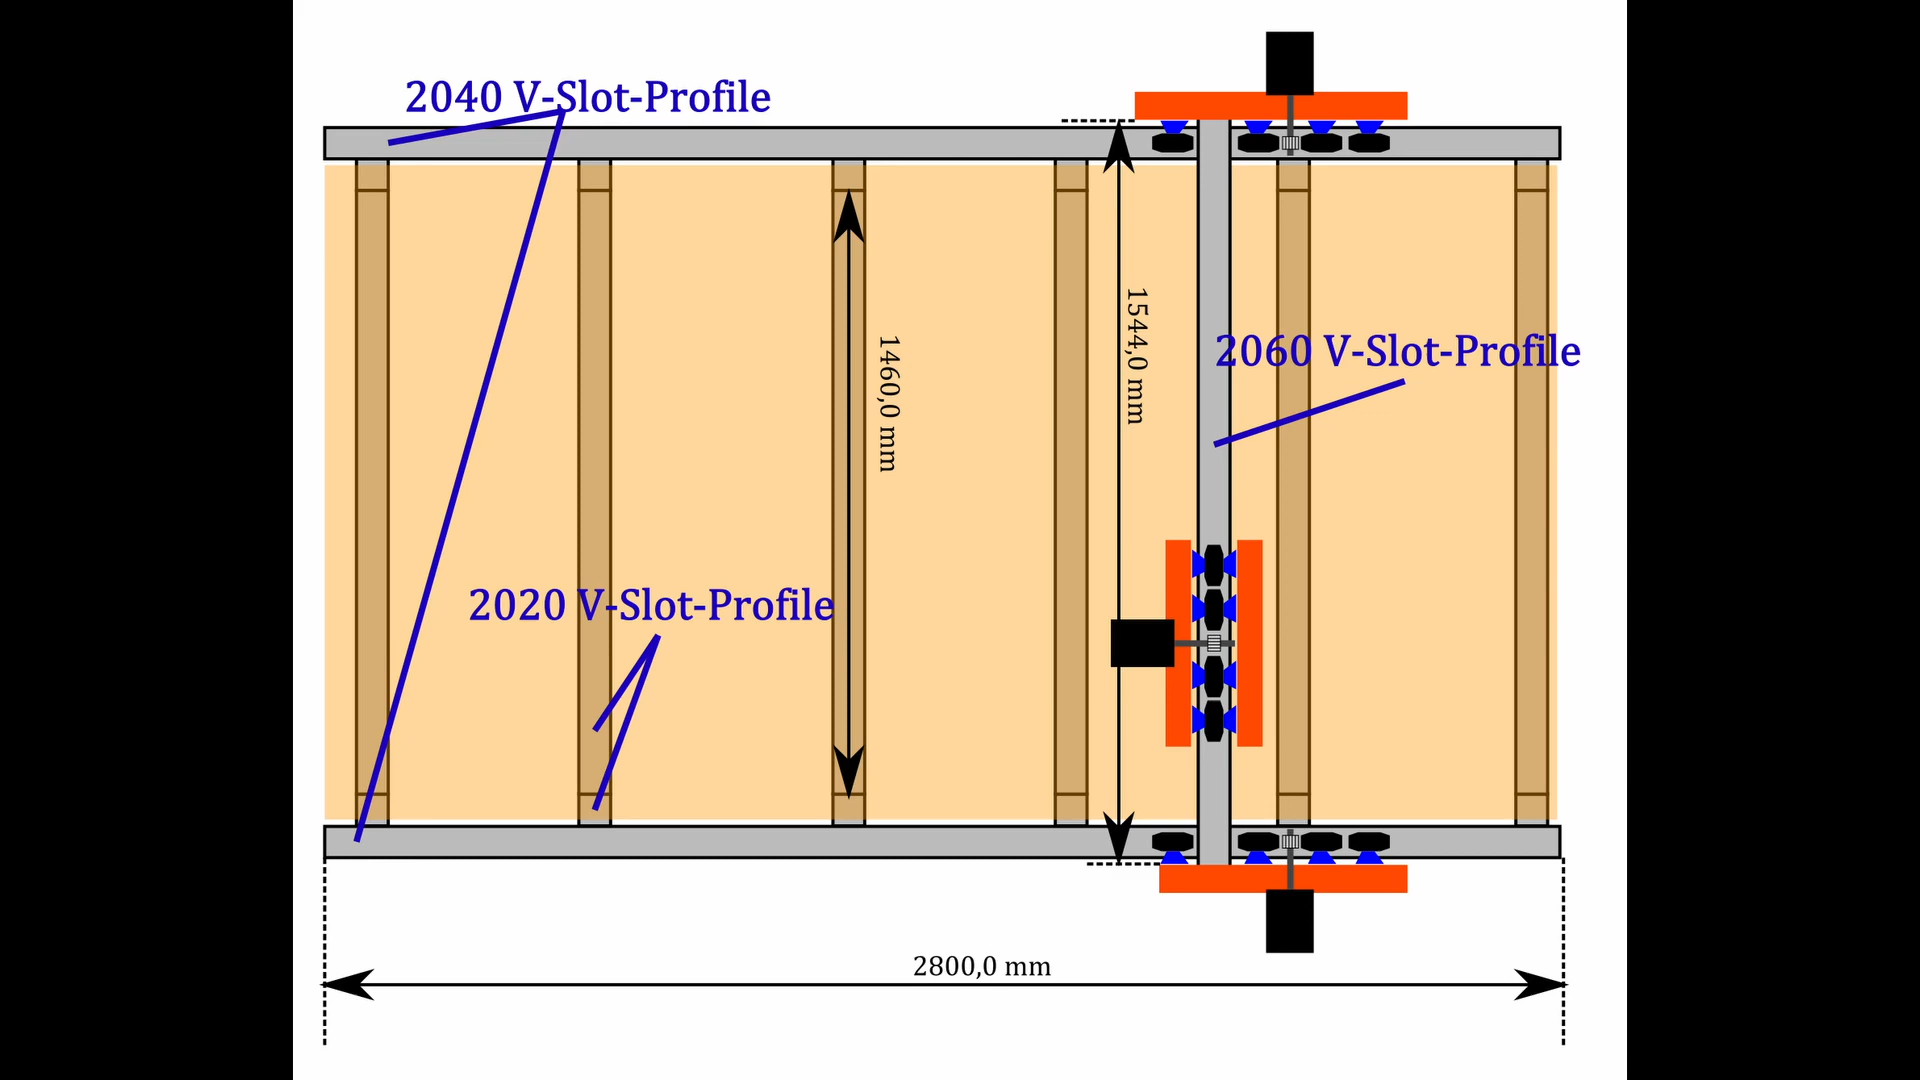 2040 V-Slot-Profile
1544,0 mm
1460,0 mm
2060 V-Slot-Profile
2020 V-Slot-Profile
2800,0 mm